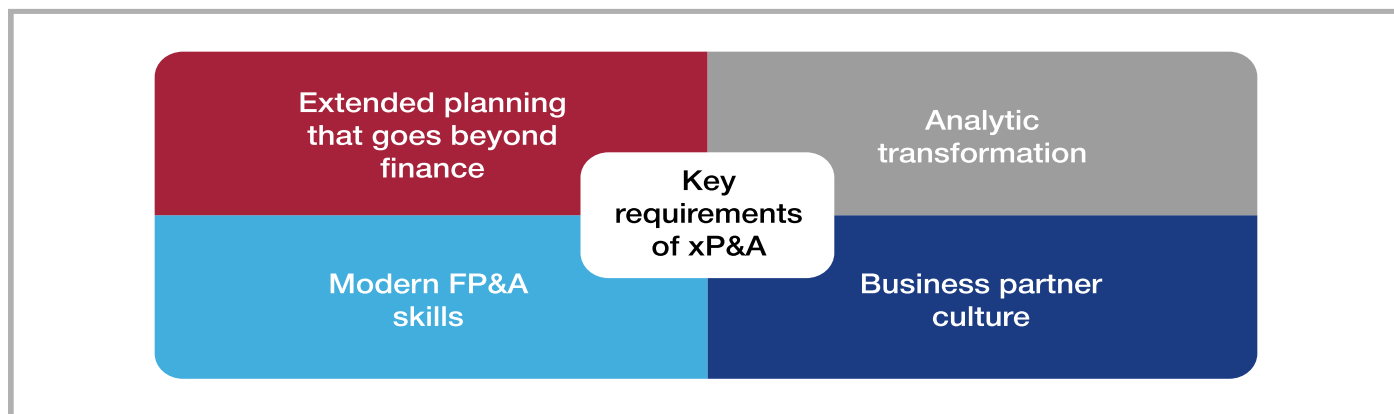 Extended planning
that goes beyond
finance
Analytic
transformation
Key
requirements
of xP&A
Modern FP&A
skills
Business partner
culture